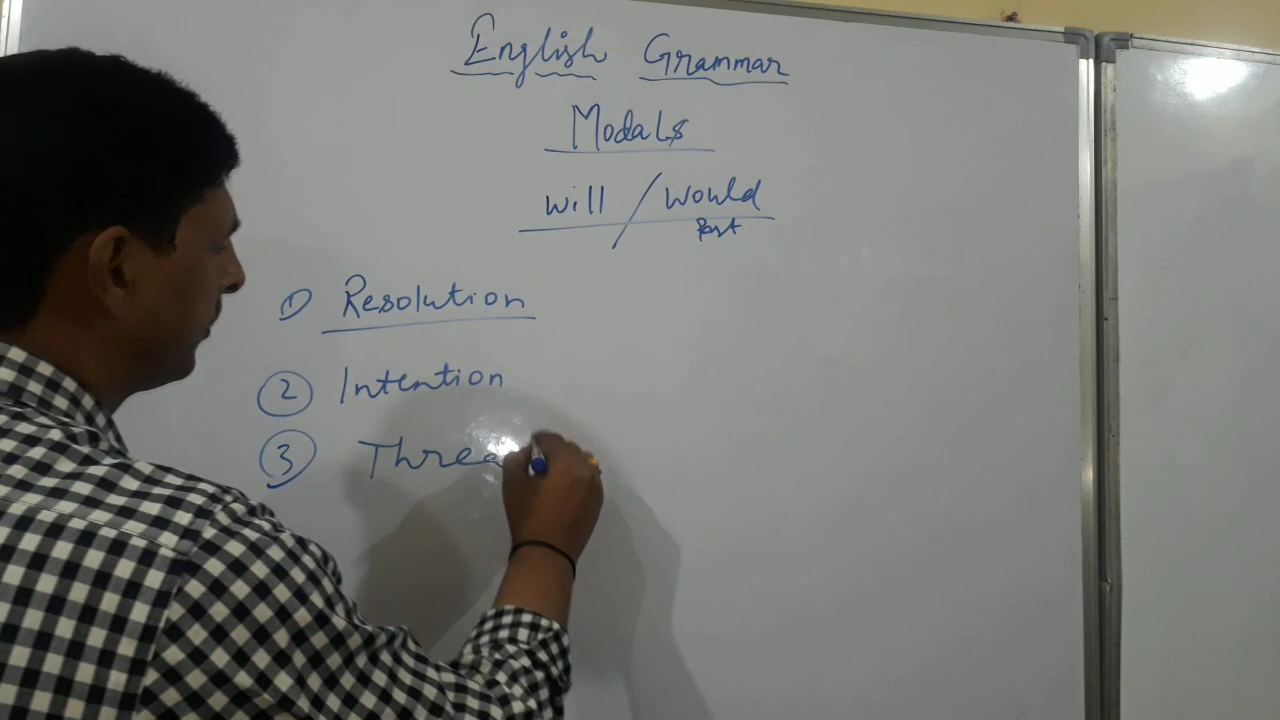 English Grammar
Modals
will / would
Past
① Resolution
② Intention
③ Threa